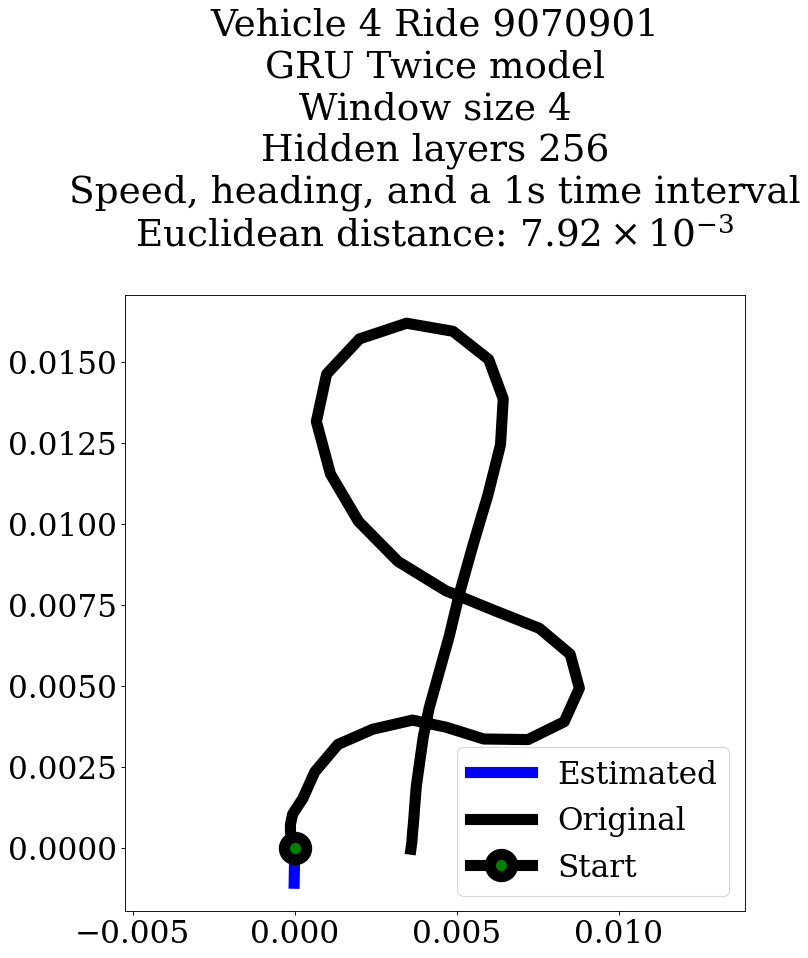 Vehicle 4 Ride 9070901
GRU Twice model
Window size 4
Hidden layers 256
Speed, heading, and a 1s time interval
Euclidean distance: 7.92 × 10⁻³
0.0150
0.0125
0.0100
0.0075
0.0050
0.0025
0.0000
Estimated
Original
Start
−0.005 0.000 0.005 0.010